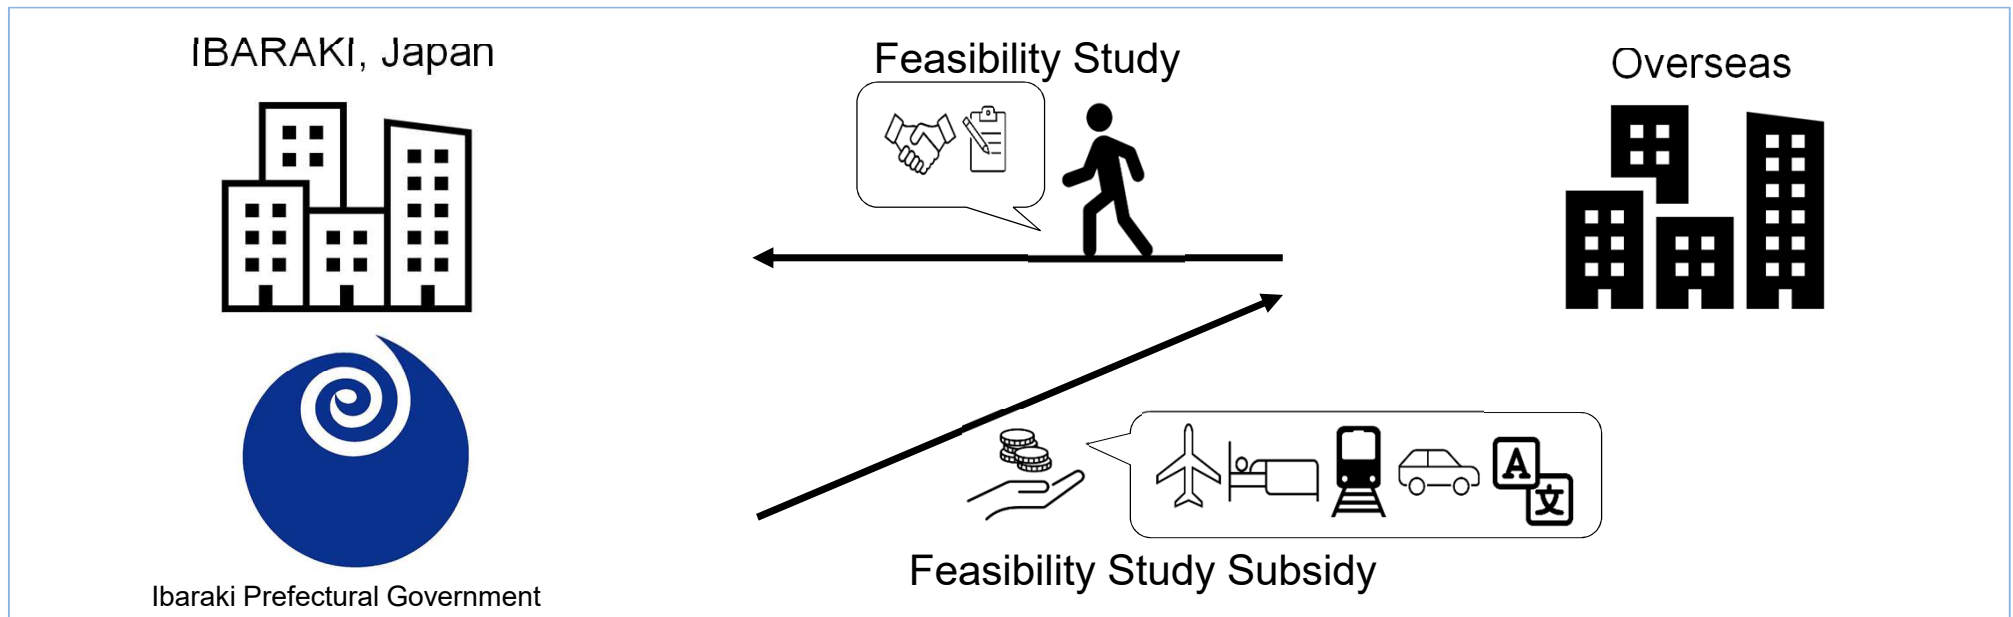 IBARAKI, Japan
Feasibility Study
Overseas
A
文
Feasibility Study Subsidy
Ibaraki Prefectural Government